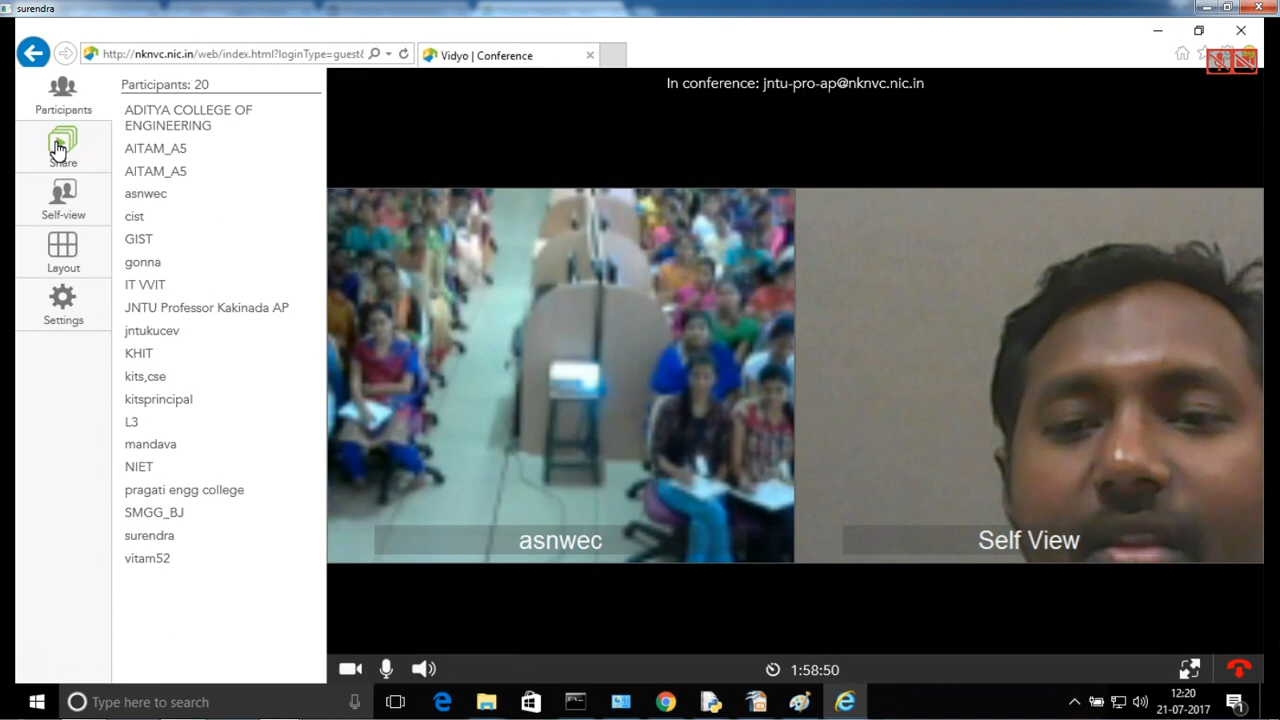 surendra
http://nknvc.nic.in/web/index.html?loginType=guest&
Vidyo | Conference
Participants
Participants: 20
In conference: jntu-pro-ap@nknvc.nic.in
ADITYA COLLEGE OF
ENGINEERING
AITAM_A5
Share
AITAM_A5
asnwec
Self-view
cist
GIST
gonna
Layout
IT VVIT
JNTU Professor Kakinada AP
Settings
jntukucev
KHIT
kits,cse
kitsprincipal
L3
mandava
NIET
pragati engg college
SMGG_BJ
surendra
vitam52
asnwec
Self View
1:58:50
Type here to search
12:20
21-07-2017
1